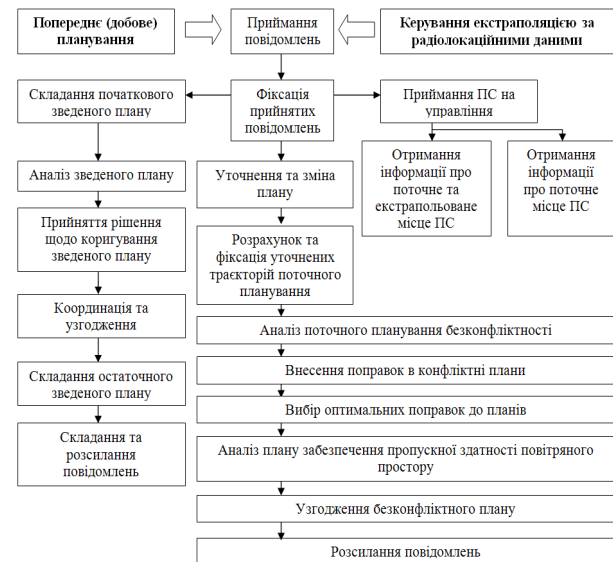 Попереднє (добове)
планування
Приймання
повідомлень
Керування екстраполяцією за
радіолокаційними даними
Складання початкового
зведеного плану
Фіксація
прийнятих
повідомлень
Приймання ПС на
управління
Аналіз зведеного плану
Уточнення та зміна
плану
Отримання
інформації про
поточне та
екстрапольоване
місце ПС
Отримання
інформації
про поточне
місце ПС
Прийняття рішення
щодо коригування
зведеного плану
Розрахунок та
фіксація уточнених
траєкторій поточного
планування
Координація та
узгодження
Аналіз поточного планування безконфліктності
Внесення поправок в конфліктні плани
Складання остаточного
зведеного плану
Вибір оптимальних поправок до планів
Складання та
розсилання
повідомлень
Аналіз плану забезпечення пропускної здатності повітряного
простору
Узгодження безконфліктного плану
Розсилання повідомлень